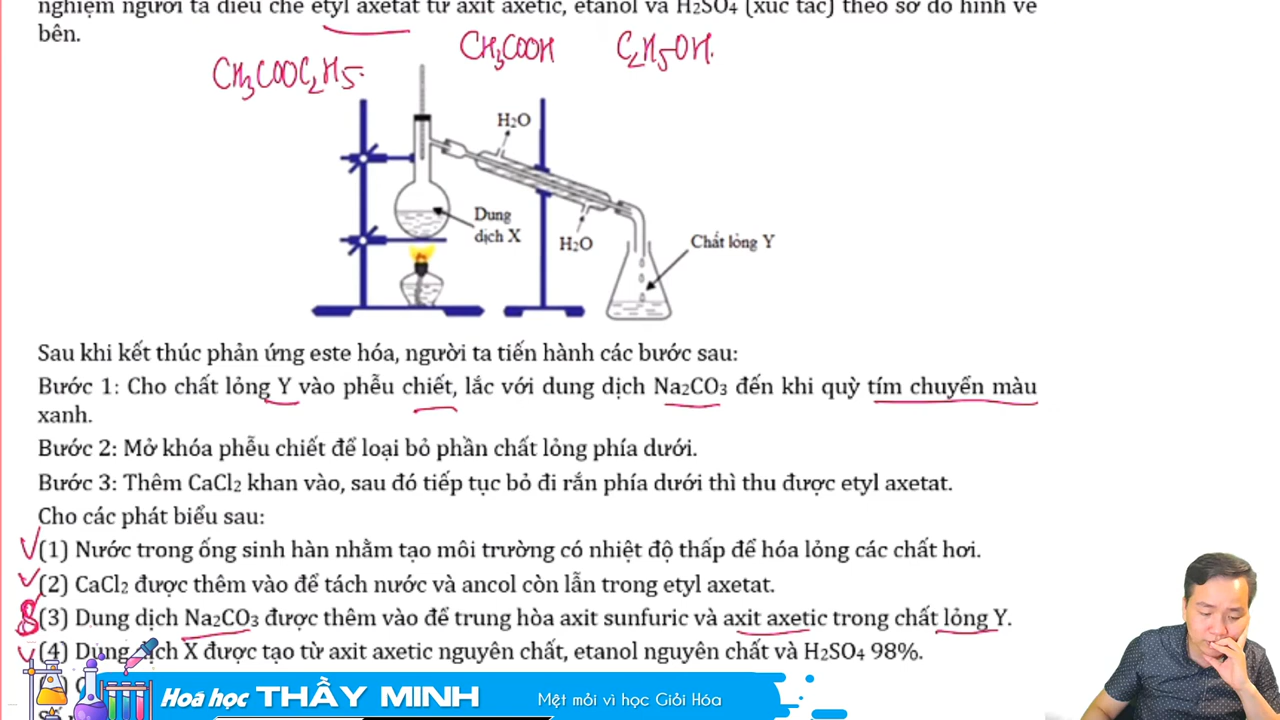 nghiệm người ta điều chế etyl axetat từ axit axetic, etanol và H₂SO₄ (xúc tác) theo sơ đồ hình vẽ
bên.
CH₃COOC₂H₅. CH₃COOH C₂H₅OH.
H₂O
Dung
dịch X
H₂O
Chất lỏng Y
Sau khi kết thúc phản ứng este hóa, người ta tiến hành các bước sau:
Bước 1: Cho chất lỏng Y vào phễu chiết, lắc với dung dịch Na₂CO₃ đến khi quỳ tím chuyển màu
xanh.
Bước 2: Mở khóa phễu chiết để loại bỏ phần chất lỏng phía dưới.
Bước 3: Thêm CaCl₂ khan vào, sau đó tiếp tục bỏ đi rắn phía dưới thì thu được etyl axetat.
Cho các phát biểu sau:
(1) Nước trong ống sinh hàn nhằm tạo môi trường có nhiệt độ thấp để hóa lỏng các chất hơi.
(2) CaCl₂ được thêm vào để tách nước và ancol còn lẫn trong etyl axetat.
(3) Dung dịch Na₂CO₃ được thêm vào để trung hòa axit sunfuric và axit axetic trong chất lỏng Y.
(4) Dung dịch X được tạo từ axit axetic nguyên chất, etanol nguyên chất và H₂SO₄ 98%.
Hoá học THẦY MINH Mệt mỏi vì học Giỏi Hóa